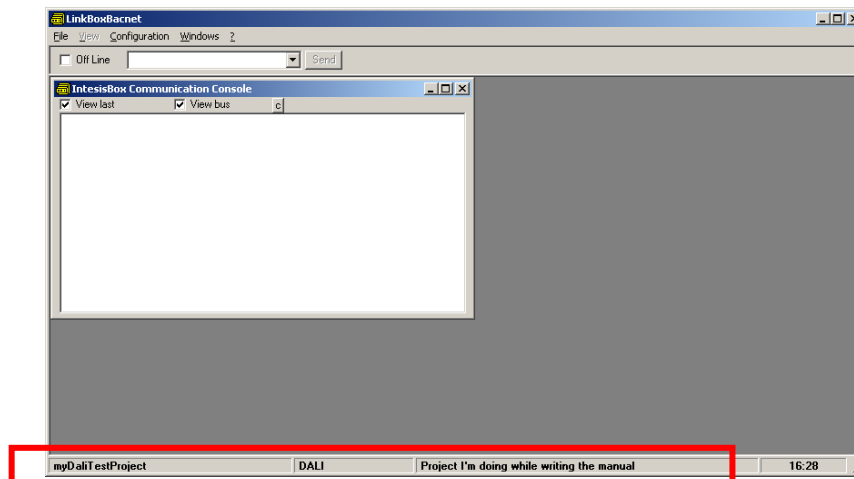 LinkBoxBacnet
File View Configuration Windows ?
Off Line Send
IntesisBox Communication Console
View last View bus c
myDaliTestProject DALI Project I'm doing while writing the manual 16:28